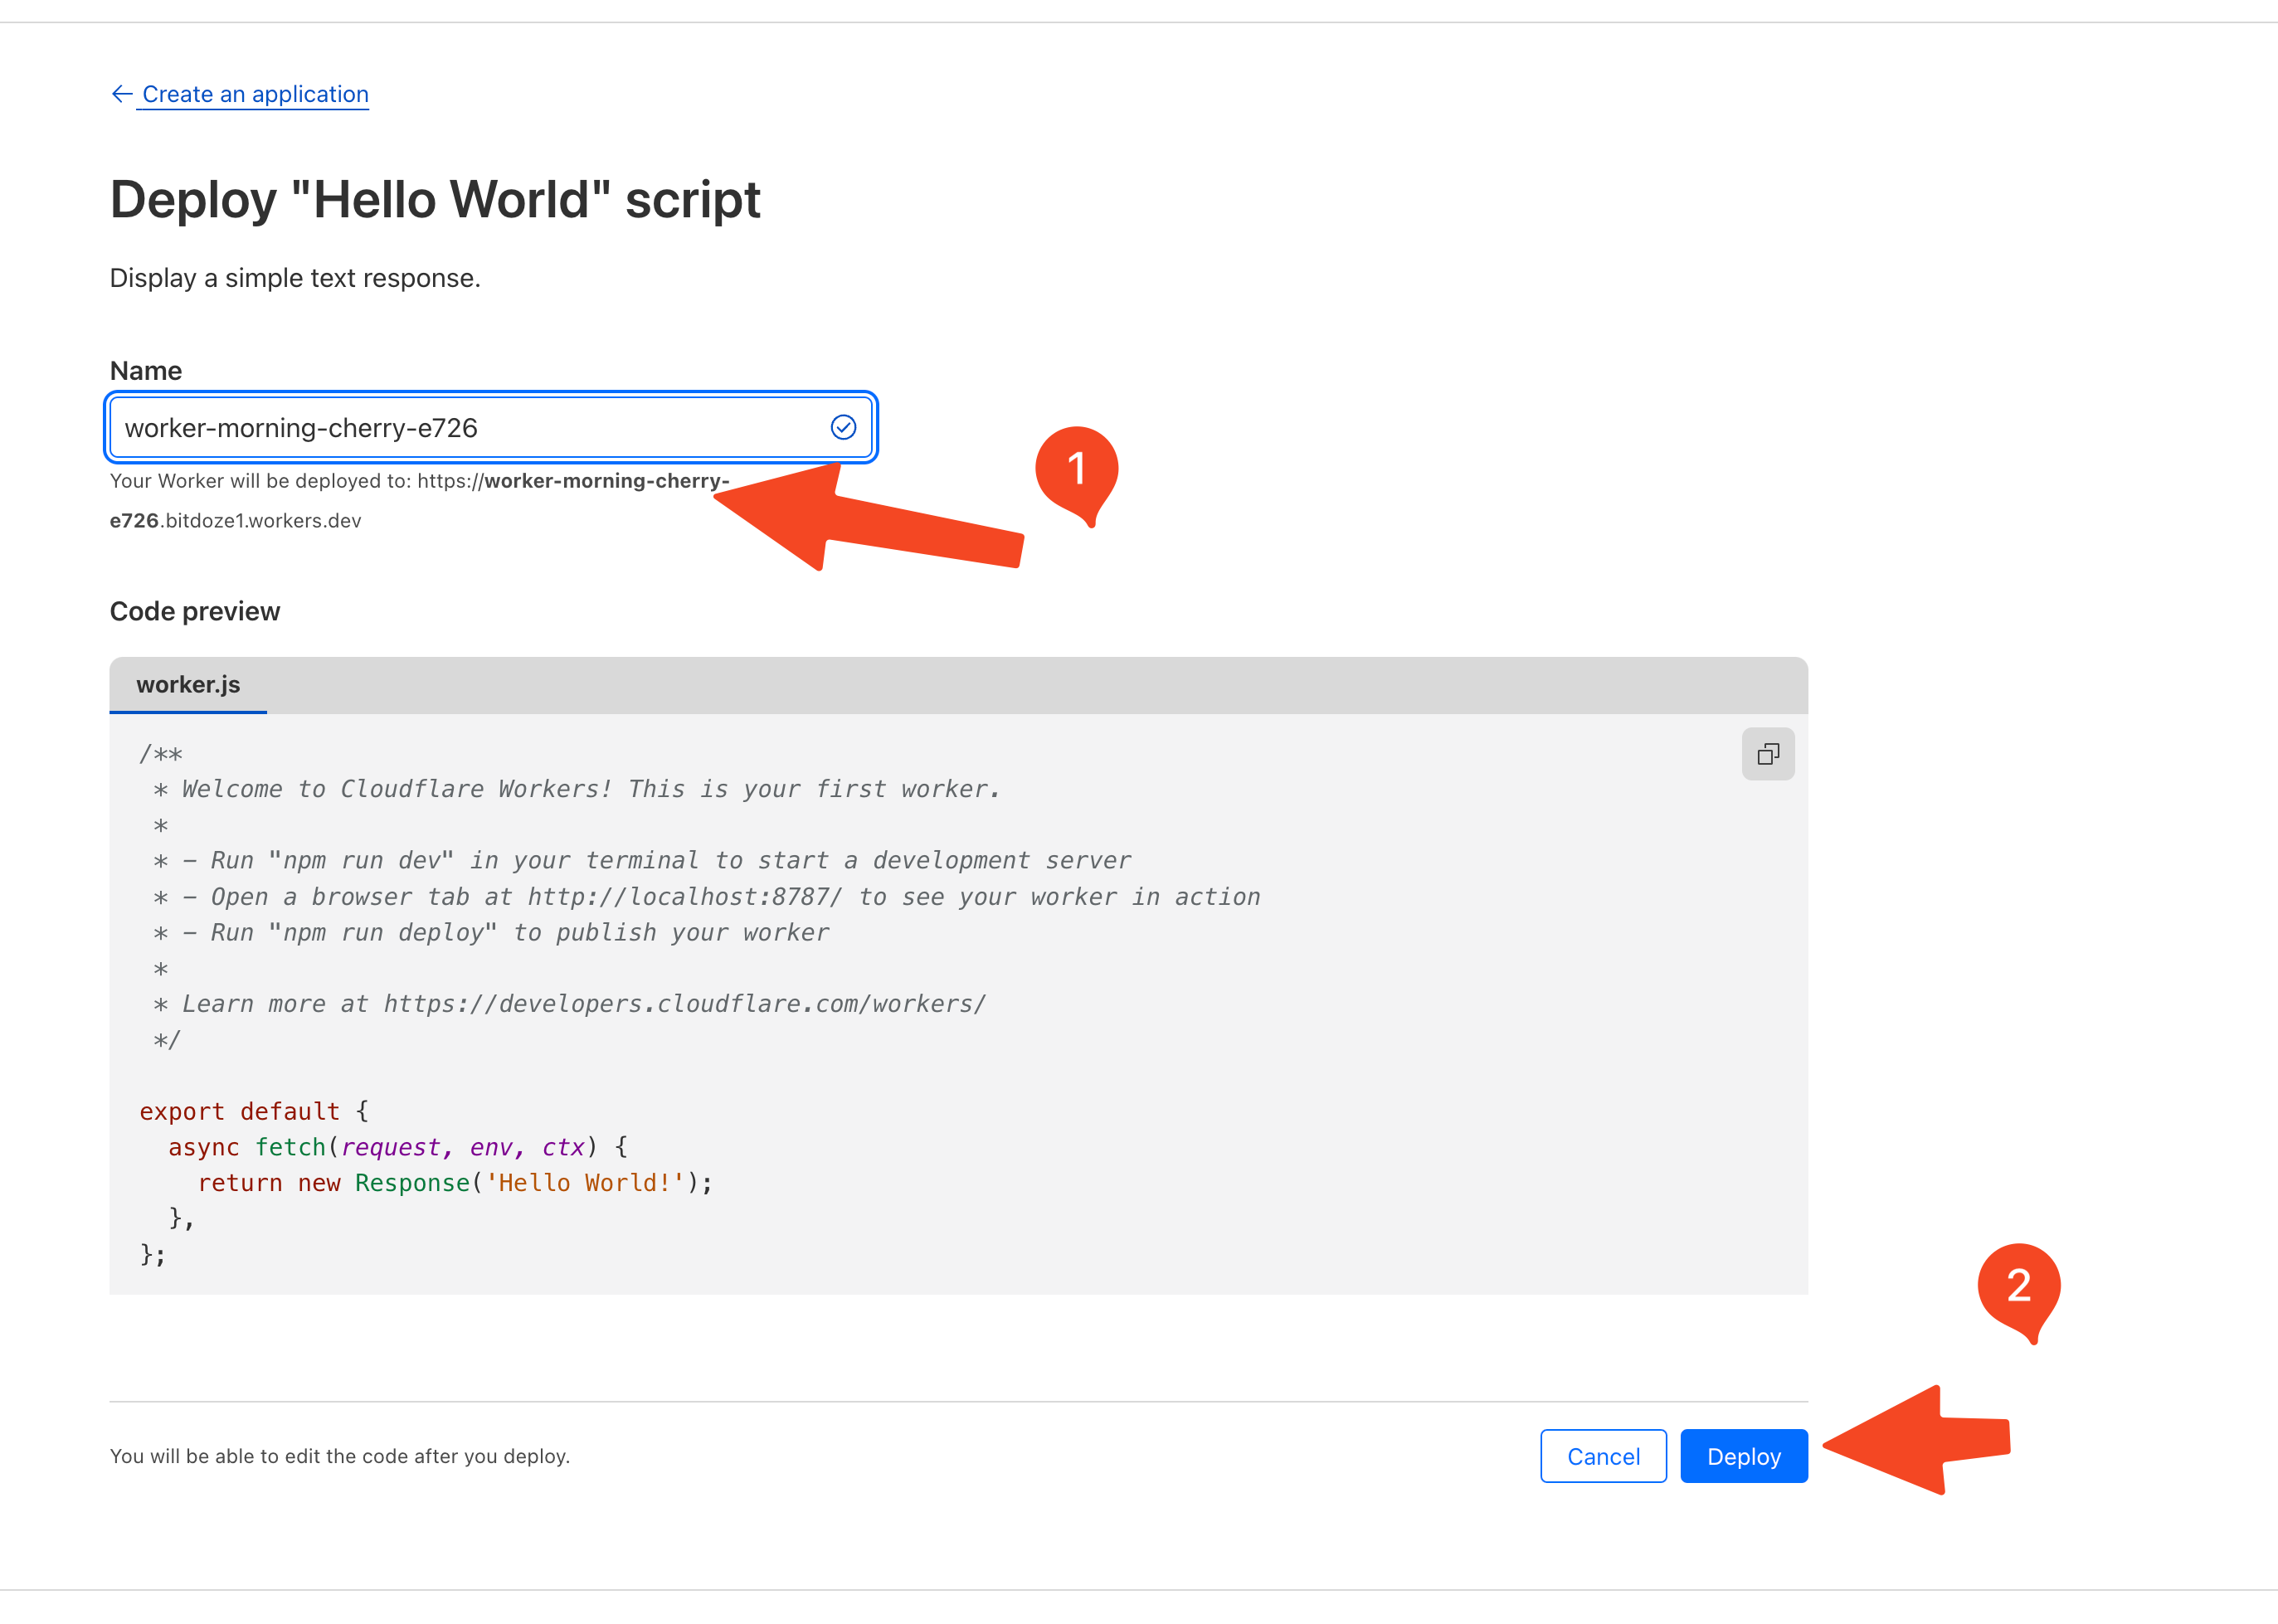 ← Create an application
Deploy "Hello World" script
Display a simple text response.
Name
worker-morning-cherry-e726
Your Worker will be deployed to: https://worker-morning-cherry-
e726.bitdoze1.workers.dev
1
Code preview
worker.js
/**
 * Welcome to Cloudflare Workers! This is your first worker.
 *
 * - Run "npm run dev" in your terminal to start a development server
 * - Open a browser tab at http://localhost:8787/ to see your worker in action
 * - Run "npm run deploy" to publish your worker
 *
 * Learn more at https://developers.cloudflare.com/workers/
 */
export default {
  async fetch(request, env, ctx) {
    return new Response('Hello World!');
  },
};
2
You will be able to edit the code after you deploy.
Cancel
Deploy